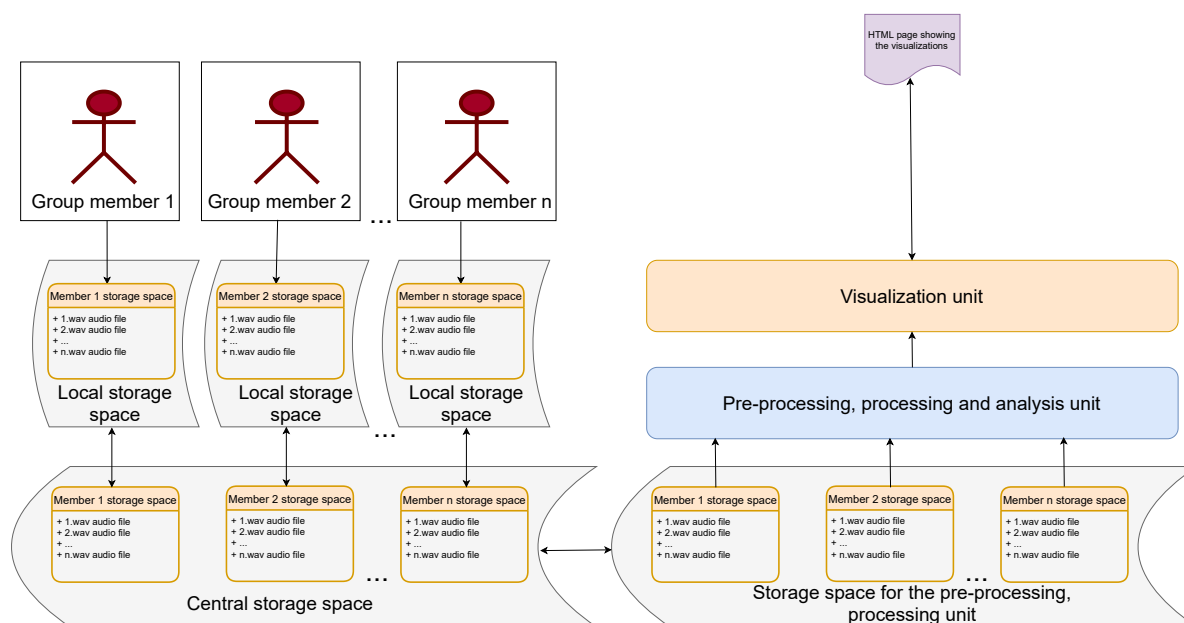 HTML page showing
the visualizations
Group member 1
Group member 2
...
Group member n
Member 1 storage space
+ 1.wav audio file
+ 2.wav audio file
+ ...
+ n.wav audio file
Local storage
space
Member 2 storage space
+ 1.wav audio file
+ 2.wav audio file
+ ...
+ n.wav audio file
Local storage
space
...
Member n storage space
+ 1.wav audio file
+ 2.wav audio file
+ ...
+ n.wav audio file
Local storage
space
Visualization unit
Pre-processing, processing and analysis unit
Member 1 storage space
+ 1.wav audio file
+ 2.wav audio file
+ ...
+ n.wav audio file
Member 2 storage space
+ 1.wav audio file
+ 2.wav audio file
+ ...
+ n.wav audio file
...
Member n storage space
+ 1.wav audio file
+ 2.wav audio file
+ ...
+ n.wav audio file
Central storage space
Member 1 storage space
+ 1.wav audio file
+ 2.wav audio file
+ ...
+ n.wav audio file
Member 2 storage space
+ 1.wav audio file
+ 2.wav audio file
+ ...
+ n.wav audio file
...
Member n storage space
+ 1.wav audio file
+ 2.wav audio file
+ ...
+ n.wav audio file
Storage space for the pre-processing,
processing unit